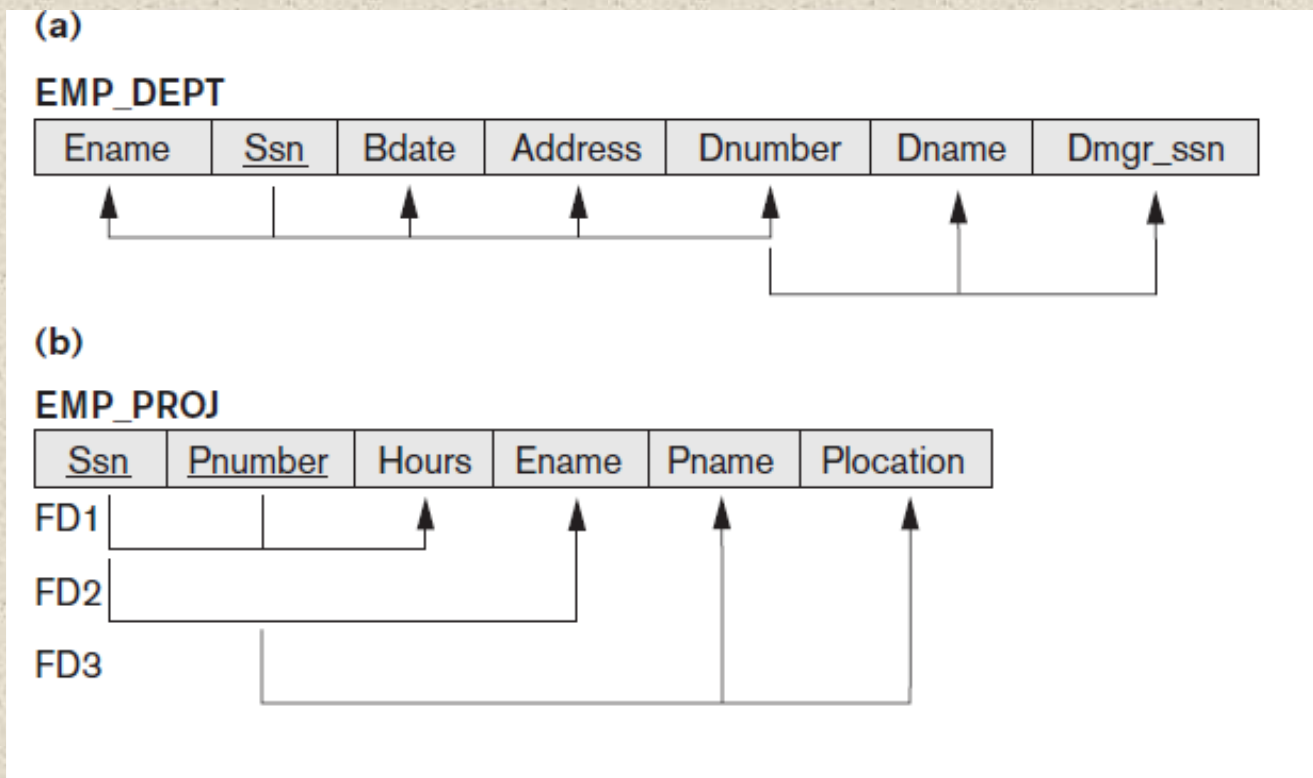 (a)
EMP_DEPT
Ename Ssn Bdate Address Dnumber Dname Dmgr_ssn
(b)
EMP_PROJ
Ssn Pnumber Hours Ename Pname Plocation
FD1
FD2
FD3